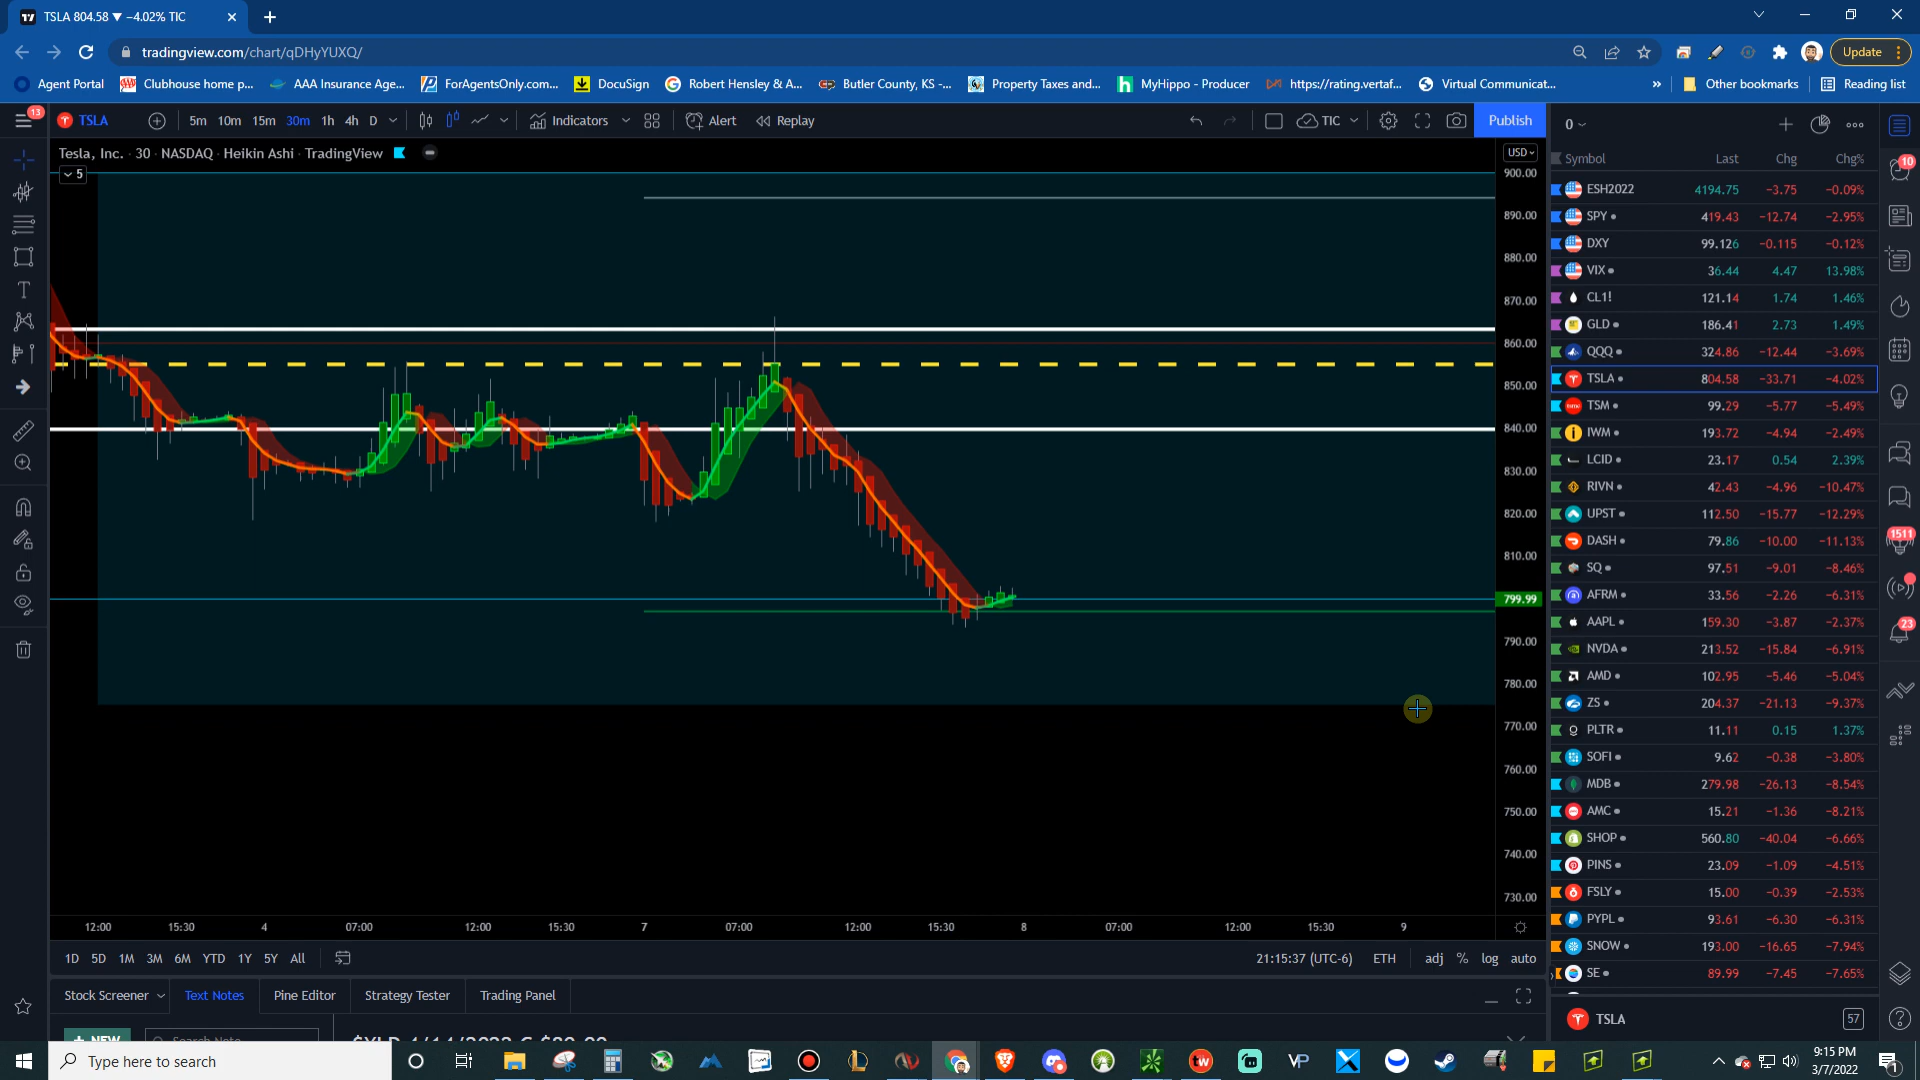 TSLA 804.58 ▼ −4.02% TIC
tradingview.com/chart/qDHyYUXQ/
Update
Agent Portal
Clubhouse home p...
AAA Insurance Age...
ForAgentsOnly.com...
DocuSign
Robert Hensley & A...
Butler County, KS -...
Property Taxes and...
MyHippo - Producer
https://rating.vertaf...
Virtual Communicat...
»
Other bookmarks
Reading list
13
TSLA
5m 10m 15m 30m 1h 4h D
Indicators
Alert
Replay
TIC
Publish
0
Tesla, Inc. · 30 · NASDAQ · Heikin Ashi · TradingView
USD
5
Symbol Last Chg Chg%
ESH2022 4194.75 −3.75 −0.09%
SPY 419.43 −12.74 −2.95%
DXY 99.126 −0.115 −0.12%
VIX 36.44 4.47 13.98%
CL1! 121.14 1.74 1.46%
GLD 186.41 2.73 1.49%
QQQ 324.86 −12.44 −3.69%
TSLA 804.58 −33.71 −4.02%
TSM 99.29 −5.77 −5.49%
IWM 193.72 −4.94 −2.49%
LCID 23.17 0.54 2.39%
RIVN 42.43 −4.96 −10.47%
UPST 112.50 −15.77 −12.29%
DASH 79.86 −10.00 −11.13%
SQ 97.51 −9.01 −8.46%
AFRM 33.56 −2.26 −6.31%
AAPL 159.30 −3.87 −2.37%
NVDA 213.52 −15.84 −6.91%
AMD 102.95 −5.46 −5.04%
ZS 204.37 −21.13 −9.37%
PLTR 11.11 0.15 1.37%
SOFI 9.62 −0.38 −3.80%
MDB 279.98 −26.13 −8.54%
AMC 15.21 −1.36 −8.21%
SHOP 560.80 −40.04 −6.66%
PINS 23.09 −1.09 −4.51%
FSLY 15.00 −0.39 −2.53%
PYPL 93.61 −6.30 −6.31%
SNOW 193.00 −16.65 −7.94%
SE 89.99 −7.45 −7.65%
TSLA
57
10
1511
23
900.00
890.00
880.00
870.00
860.00
850.00
840.00
830.00
820.00
810.00
799.99
790.00
780.00
770.00
760.00
750.00
740.00
730.00
12:00 15:30 4 07:00 12:00 15:30 7 07:00 12:00 15:30 8 07:00 12:00 15:30 9
1D 5D 1M 3M 6M YTD 1Y 5Y All
21:15:37 (UTC-6) ETH adj % log auto
Stock Screener
Text Notes
Pine Editor
Strategy Tester
Trading Panel
+ NEW
Search Note
Type here to search
9:15 PM
3/7/2022
1